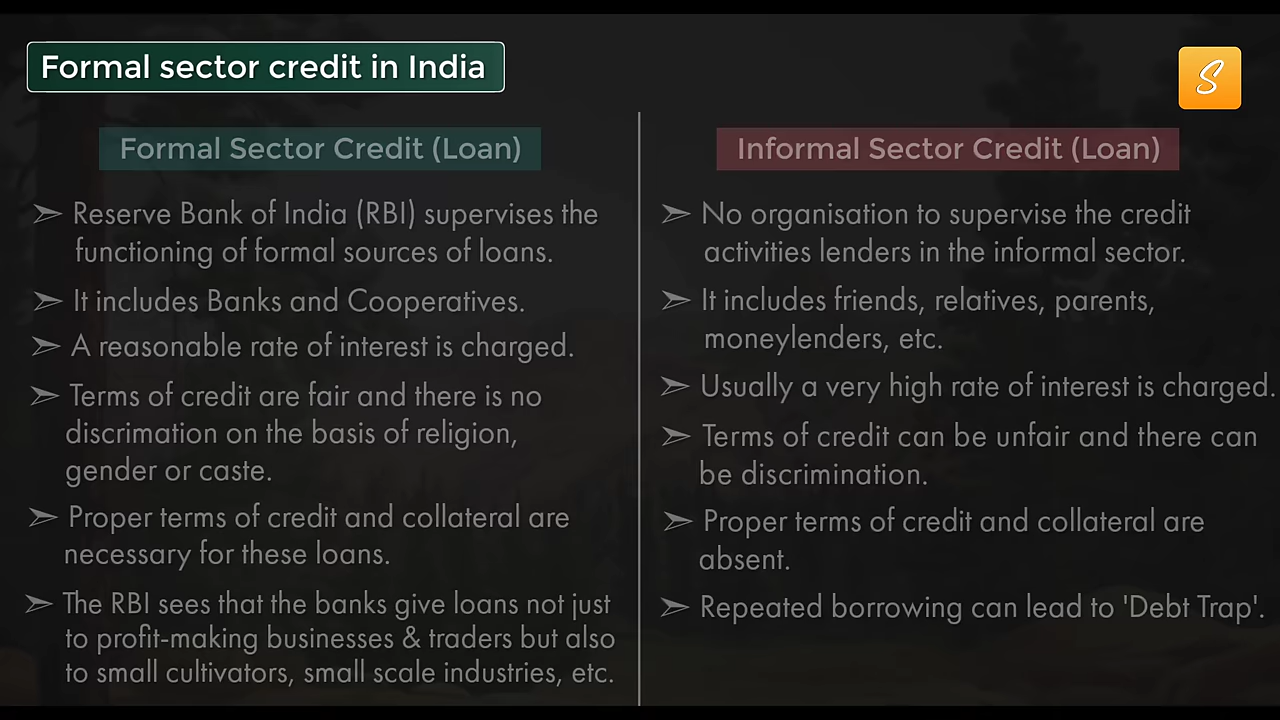 Formal sector credit in India
S
Formal Sector Credit (Loan)
➢ Reserve Bank of India (RBI) supervises the
functioning of formal sources of loans.
➢ It includes Banks and Cooperatives.
➢ A reasonable rate of interest is charged.
➢ Terms of credit are fair and there is no
discrimation on the basis of religion,
gender or caste.
➢ Proper terms of credit and collateral are
necessary for these loans.
➢ The RBI sees that the banks give loans not just
to profit-making businesses & traders but also
to small cultivators, small scale industries, etc.
Informal Sector Credit (Loan)
➢ No organisation to supervise the credit
activities lenders in the informal sector.
➢ It includes friends, relatives, parents,
moneylenders, etc.
➢ Usually a very high rate of interest is charged.
➢ Terms of credit can be unfair and there can
be discrimination.
➢ Proper terms of credit and collateral are
absent.
➢ Repeated borrowing can lead to 'Debt Trap'.